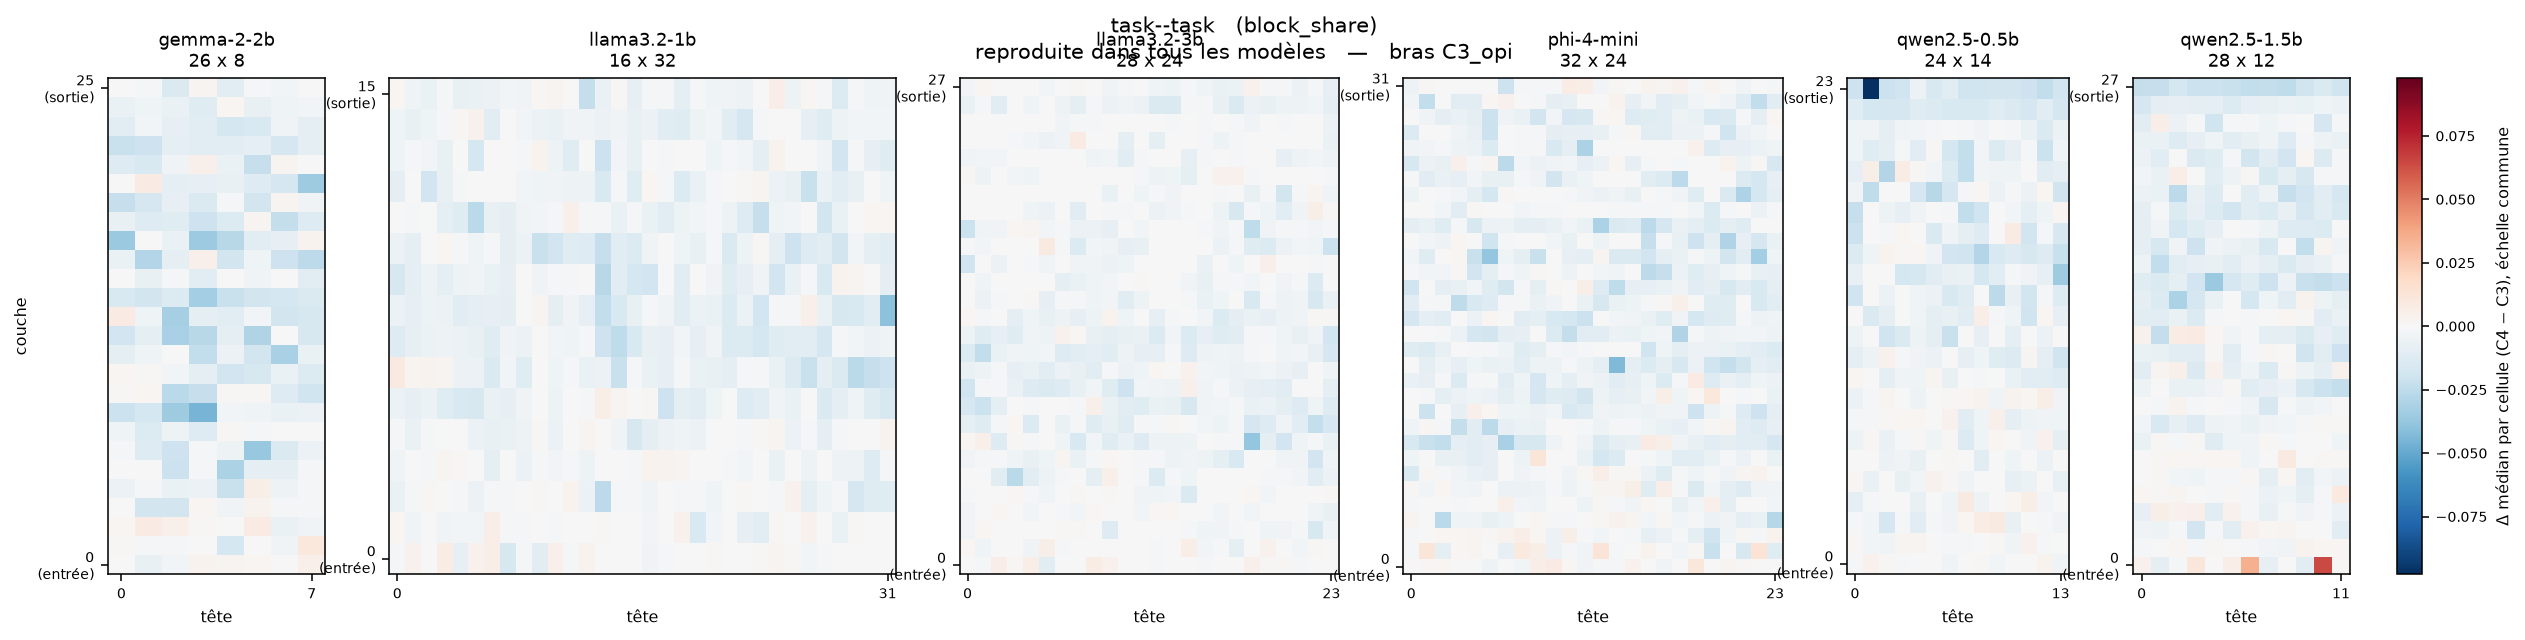 task--task (block_share)
reproduite dans tous les modèles — bras C3_opi
gemma-2-2b
26 x 8
llama3.2-1b
16 x 32
llama3.2-3b
28 x 24
phi-4-mini
32 x 24
qwen2.5-0.5b
24 x 14
qwen2.5-1.5b
28 x 12
couche
25
(sortie)
0
(entrée)
0
7
tête
15
(sortie)
0
(entrée)
0
31
tête
27
(sortie)
0
(entrée)
0
23
tête
31
(sortie)
0
(entrée)
0
23
tête
23
(sortie)
0
(entrée)
0
13
tête
27
(sortie)
0
(entrée)
0
11
tête
0.075
0.050
0.025
0.000
−0.025
−0.050
−0.075
Δ médian par cellule (C4 − C3), échelle commune